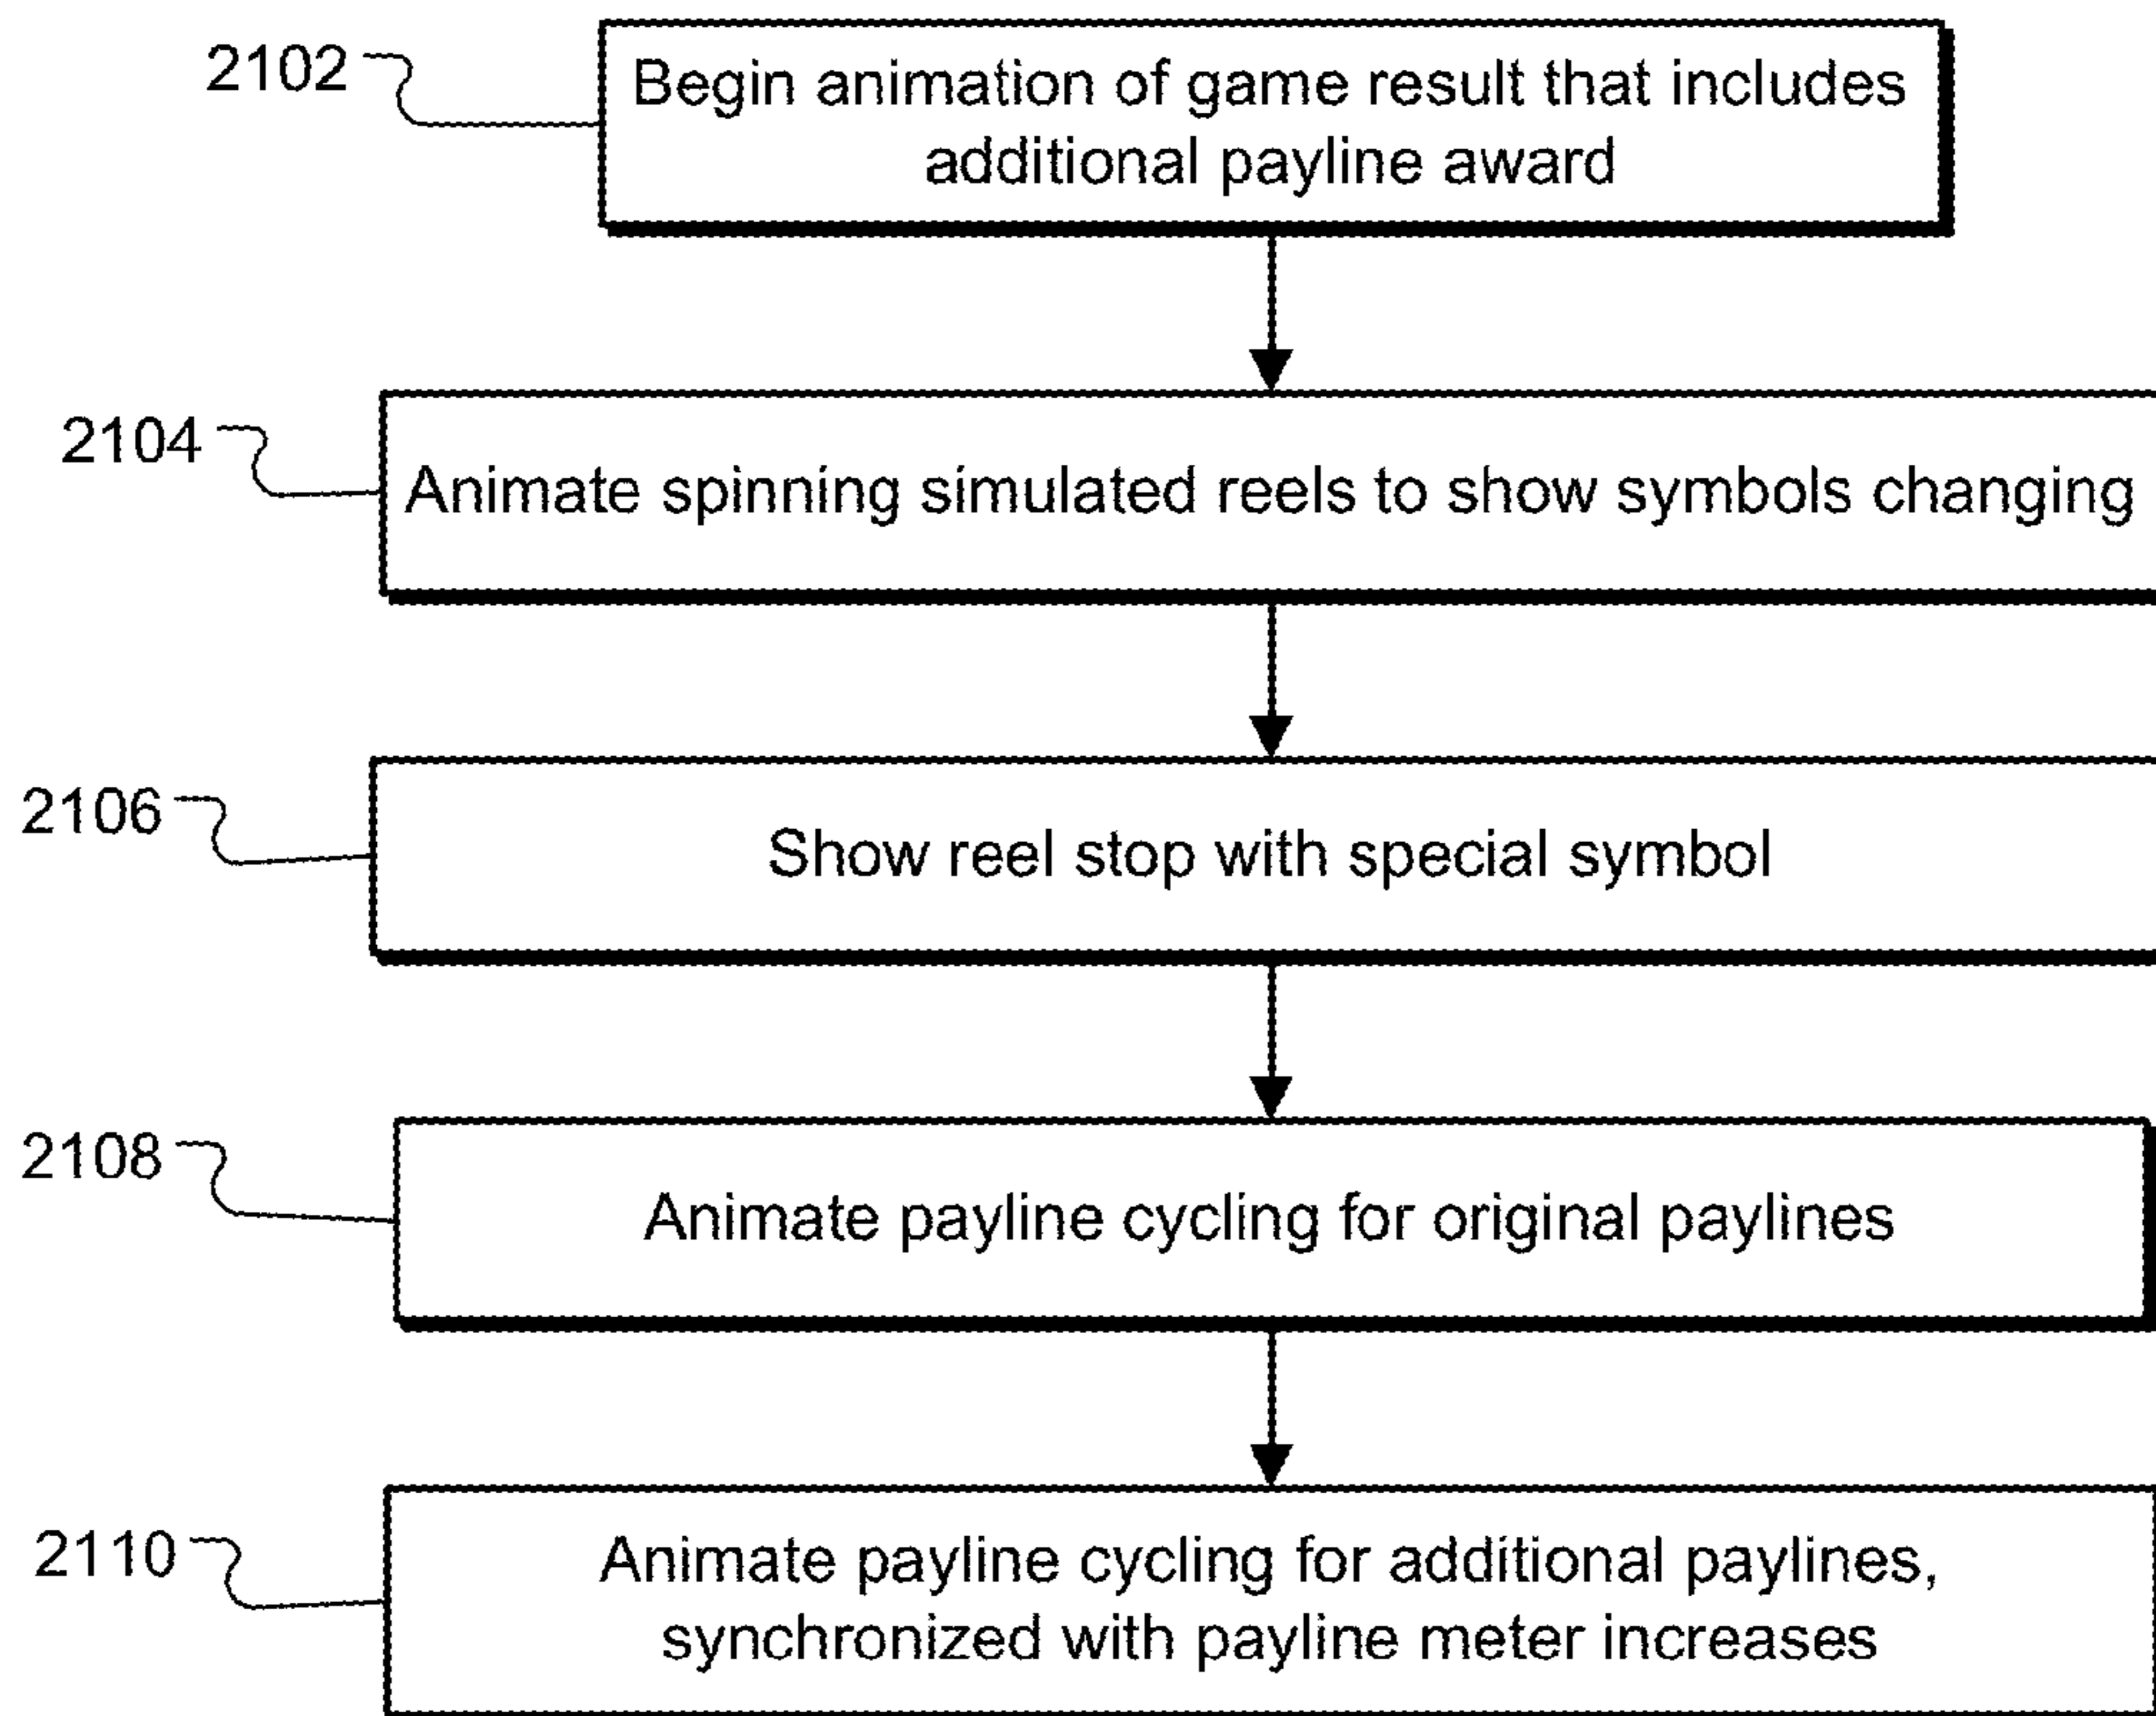 2102
Begin animation of game result that includes
additional payline award
2104
Animate spinning simulated reels to show symbols changing
2106
Show reel stop with special symbol
2108
Animate payline cycling for original paylines
2110
Animate payline cycling for additional paylines,
synchronized with payline meter increases